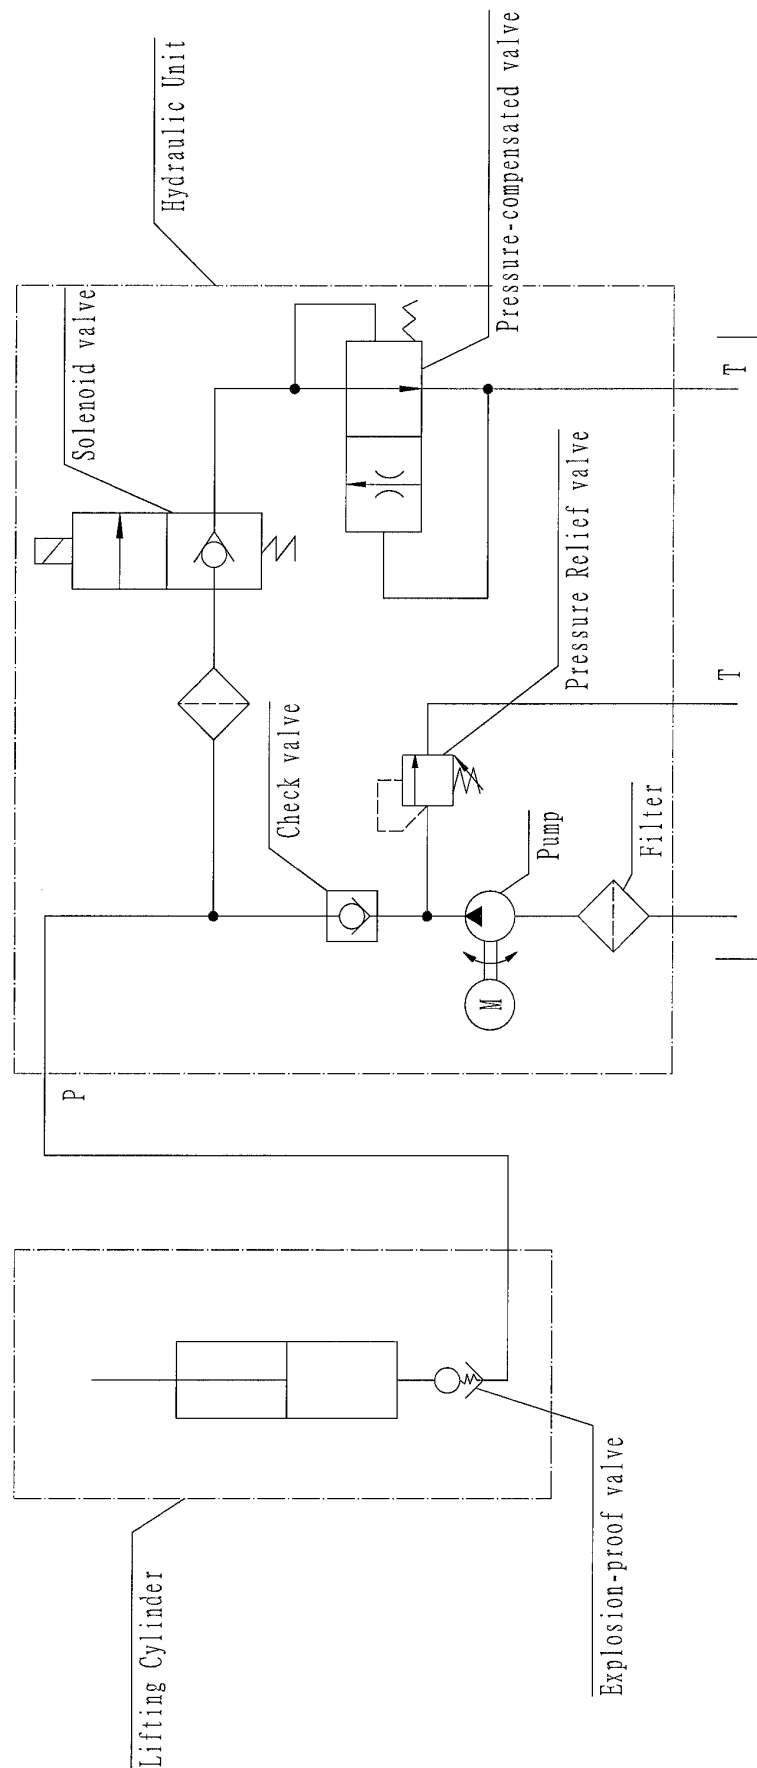 Hydraulic Unit
Pressure-compensated valve
Solenoid valve
T
Pressure Relief valve
T
Check valve
Pump
Filter
M
P
Explosion-proof valve
Lifting Cylinder